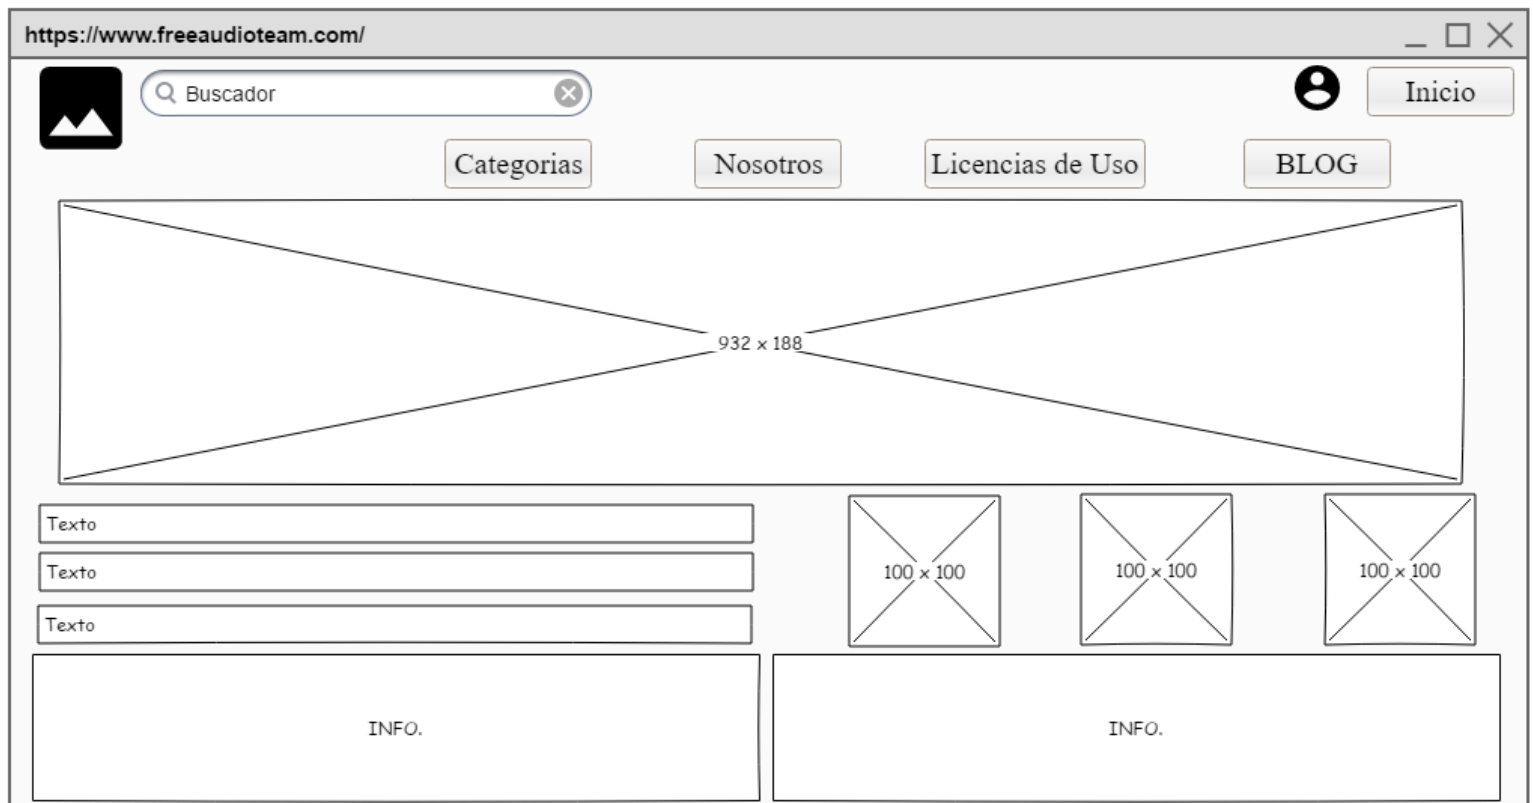 https://www.freeaudioteam.com/
Buscador
Inicio
Categorias
Nosotros
Licencias de Uso
BLOG
932 x 188
Texto
Texto
Texto
100 x 100
100 x 100
100 x 100
INFO.
INFO.